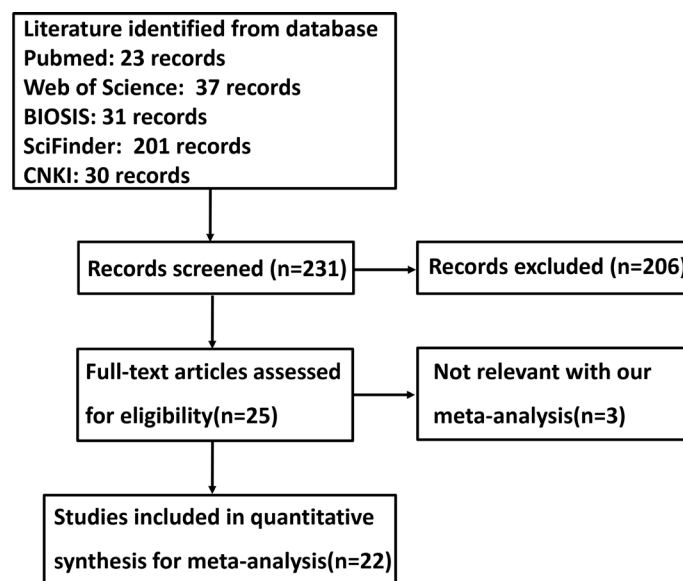 Literature identified from database
Pubmed: 23 records
Web of Science:  37 records
BIOSIS: 31 records
SciFinder:  201 records
CNKI: 30 records
Records screened (n=231)
Records excluded (n=206)
Full-text articles assessed
for eligibility(n=25)
Not relevant with our
meta-analysis(n=3)
Studies included in quantitative
synthesis for meta-analysis(n=22)